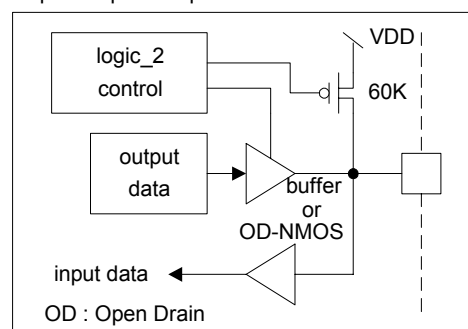 VDD
logic_2
control
60K
output
data
buffer
or
OD-NMOS
input data
OD : Open Drain